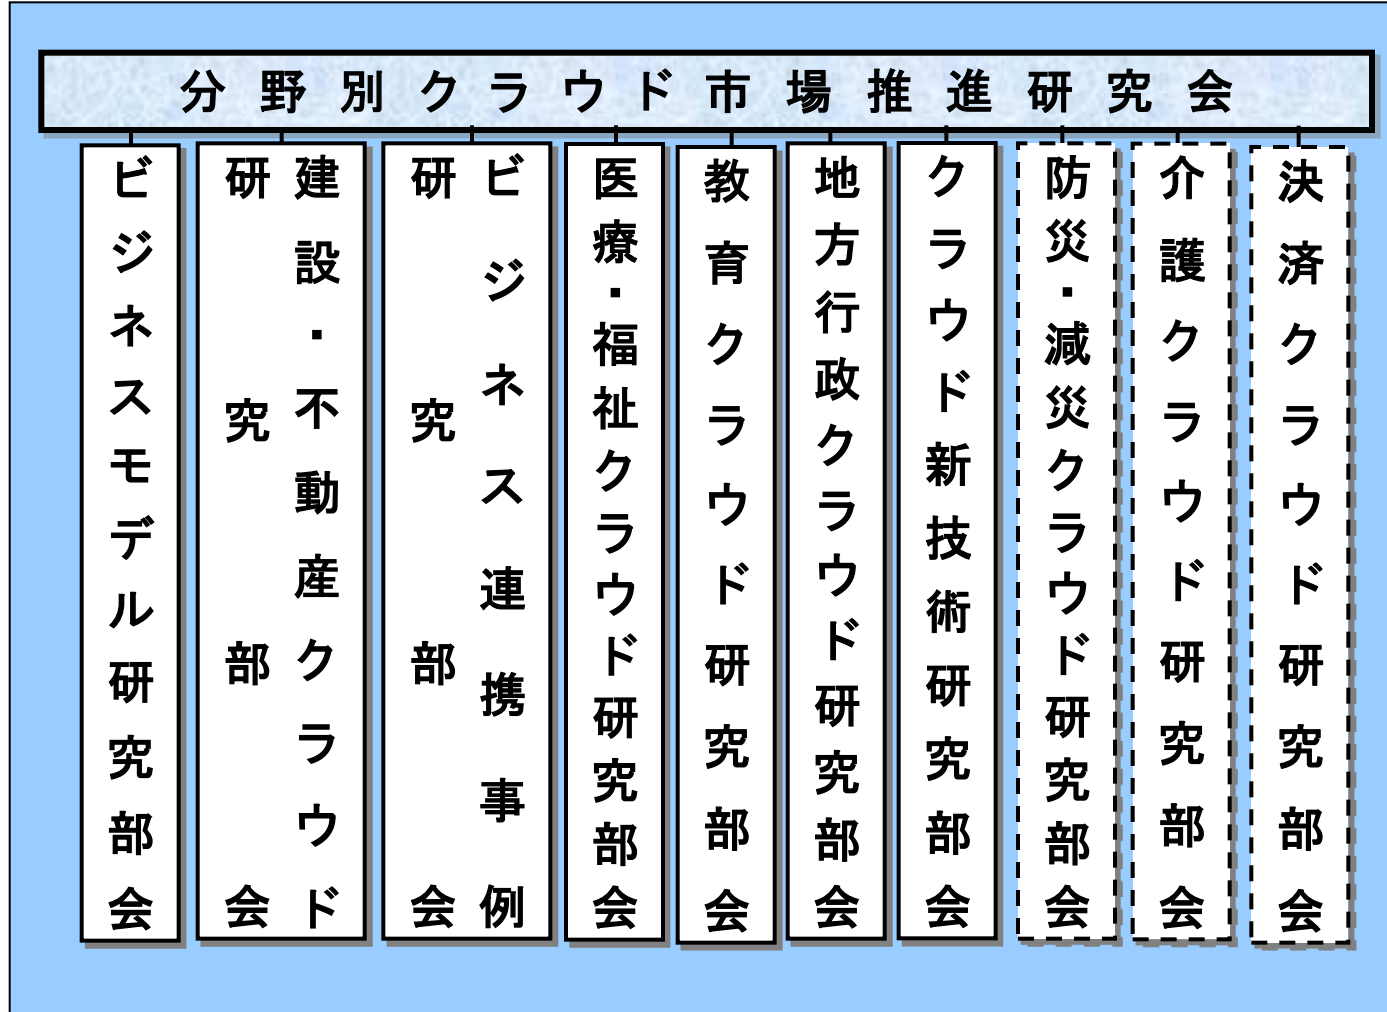 分野別クラウド市場推進研究会
ビジネスモデル研究部会
建設・不動産クラウド
研究部会
ビジネス連携事例
研究部会
医療・福祉クラウド研究部会
教育クラウド研究部会
地方行政クラウド研究部会
クラウド新技術研究部会
防災・減災クラウド研究部会
介護クラウド研究部会
決済クラウド研究部会